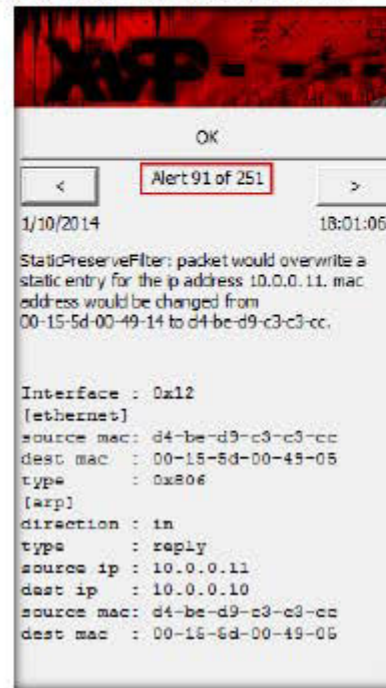 XARP
OK
< Alert 91 of 251 >
1/10/2014 18:01:06
StaticPreserveFilter: packet would overwrite a
static entry for the ip address 10.0.0.11. mac
address would be changed from
00-15-5d-00-49-14 to d4-be-d9-c3-c3-cc.
Interface : 0x12
[ethernet]
source mac: d4-be-d9-c3-c3-cc
dest mac : 00-15-5d-00-49-05
type : 0x806
[arp]
direction : in
type : reply
source ip : 10.0.0.11
dest ip : 10.0.0.10
source mac: d4-be-d9-c3-c3-cc
dest mac : 00-15-5d-00-49-05